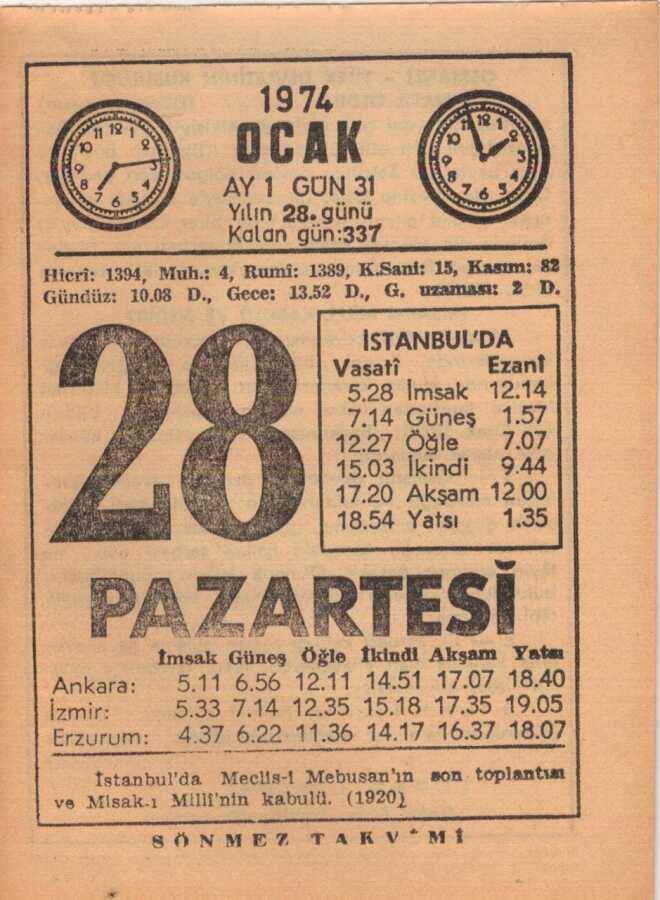 1974
OCAK
AY 1 GÜN 31
Yılın 28. günü
Kalan gün:337
Hicrî: 1394, Muh.: 4, Rumî: 1389, K.Sani: 15, Kasım: 82
Gündüz: 10.08 D., Gece: 13.52 D., G. uzaması: 2 D.
28
İSTANBUL'DA
Vasatî Ezanî
5.28 İmsak 12.14
7.14 Güneş 1.57
12.27 Öğle 7.07
15.03 İkindi 9.44
17.20 Akşam 12 00
18.54 Yatsı 1.35
PAZARTESİ
İmsak Güneş Öğle İkindi Akşam Yatsı
Ankara: 5.11 6.56 12.11 14.51 17.07 18.40
İzmir: 5.33 7.14 12.35 15.18 17.35 19.05
Erzurum: 4.37 6.22 11.36 14.17 16.37 18.07
İstanbul'da Meclis-i Mebusan'ın son toplantısı
ve Misak-ı Millî'nin kabulü. (1920)
SÖNMEZ TAKVİMİ